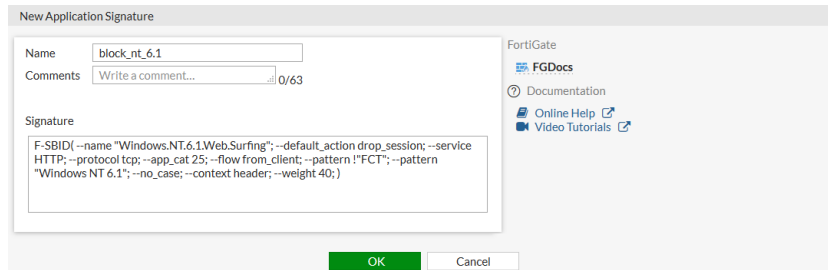 New Application Signature
Name
block_nt_6.1
Comments
Write a comment...
0/63
Signature
F-SBID( --name "Windows.NT.6.1.Web.Surfing"; --default_action drop_session; --service
HTTP; --protocol tcp; --app_cat 25; --flow from_client; --pattern !"FCT"; --pattern
"Windows NT 6.1"; --no_case; --context header; --weight 40; )
OK
Cancel
FortiGate
FGDocs
Documentation
Online Help
Video Tutorials